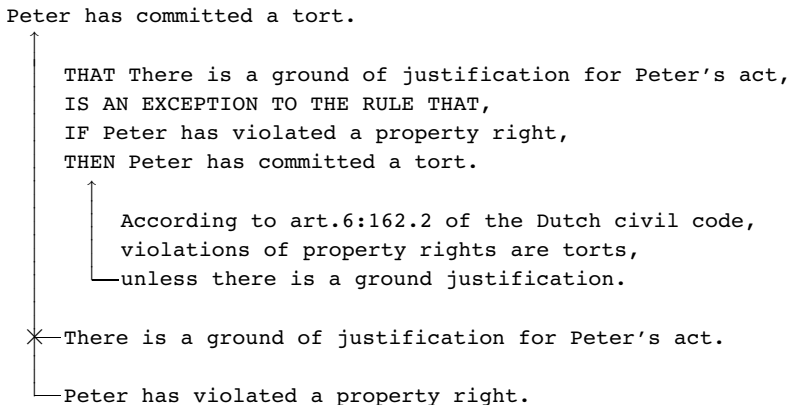 Peter has committed a tort.
THAT There is a ground of justification for Peter's act,
IS AN EXCEPTION TO THE RULE THAT,
IF Peter has violated a property right,
THEN Peter has committed a tort.
According to art.6:162.2 of the Dutch civil code,
violations of property rights are torts,
unless there is a ground justification.
There is a ground of justification for Peter's act.
Peter has violated a property right.